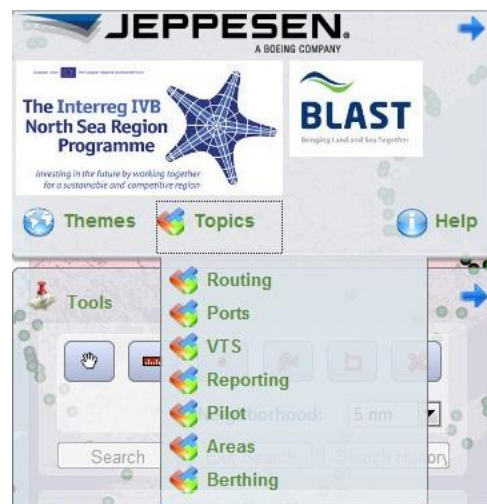 JEPPESEN.
A BOEING COMPANY
The Interreg IVB
North Sea Region
Programme
Investing in the future by working together
for a sustainable and competitive region
BLAST
Bringing Land and Sea Together
Themes Topics Help
Routing
Tools
Ports
VTS
Reporting
Pilot
5 nm
Areas
Search
Search History
Berthing